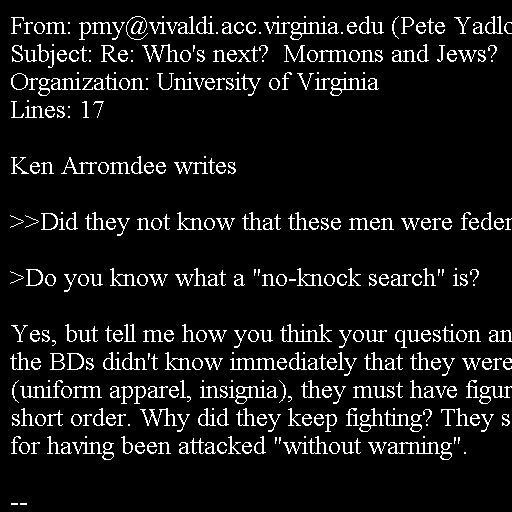 From: pmy@vivaldi.acc.virginia.edu (Pete Yadlo
Subject: Re: Who's next?  Mormons and Jews?
Organization: University of Virginia
Lines: 17
Ken Arromdee writes
>>Did they not know that these men were feder
>Do you know what a "no-knock search" is?
Yes, but tell me how you think your question an
the BDs didn't know immediately that they were
(uniform apparel, insignia), they must have figur
short order. Why did they keep fighting? They s
for having been attacked "without warning".
--